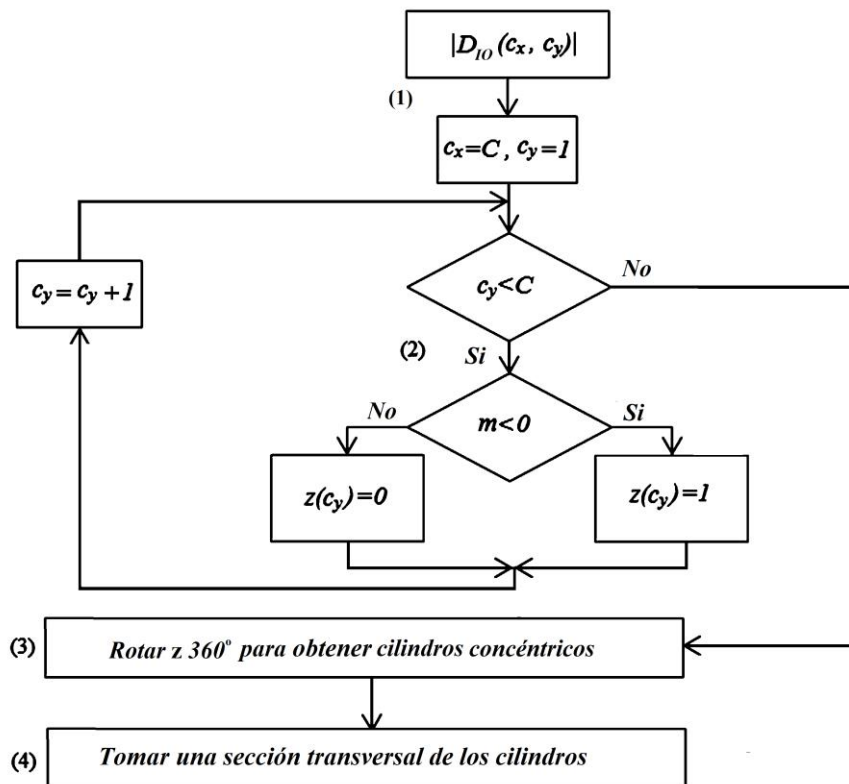 |D_IO(c_x, c_y)|
(1)
c_x=C, c_y=1
c_y<C
No
c_y=c_y+1
(2)
Si
No
m<0
Si
z(c_y)=0
z(c_y)=1
(3)
Rotar z 360° para obtener cilindros concéntricos
(4)
Tomar una sección transversal de los cilindros